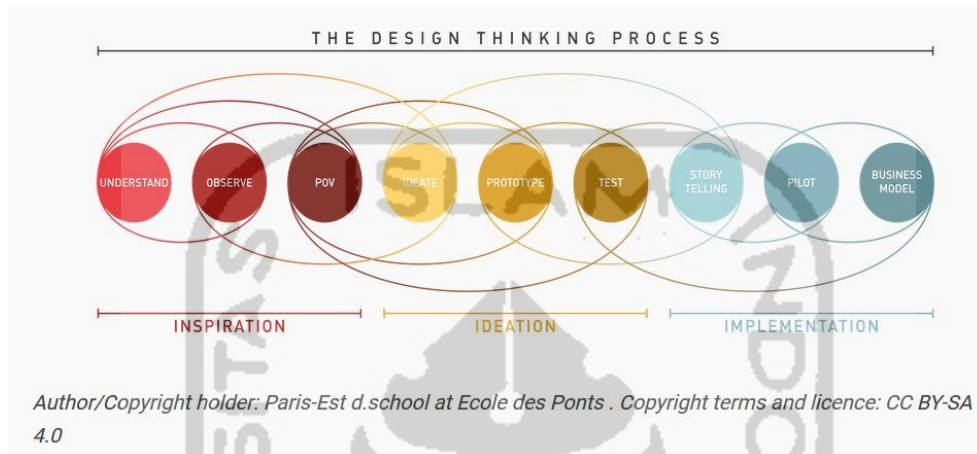 THE DESIGN THINKING PROCESS
UNDERSTAND
OBSERVE
POV
IDEATE
PROTOTYPE
TEST
STORY
TELLING
PILOT
BUSINESS
MODEL
INSPIRATION
IDEATION
IMPLEMENTATION
Author/Copyright holder: Paris-Est d.school at Ecole des Ponts . Copyright terms and licence: CC BY-SA
4.0
ISLAM